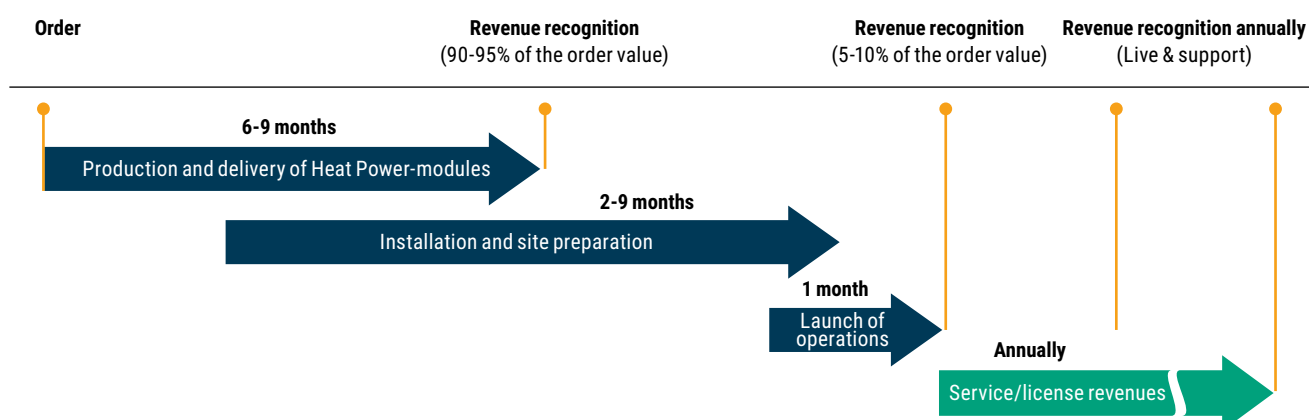 Order
Revenue recognition
(90-95% of the order value)
Revenue recognition
(5-10% of the order value)
Revenue recognition annually
(Live & support)
6-9 months
Production and delivery of Heat Power-modules
2-9 months
Installation and site preparation
1 month
Launch of
operations
Annually
Service/license revenues